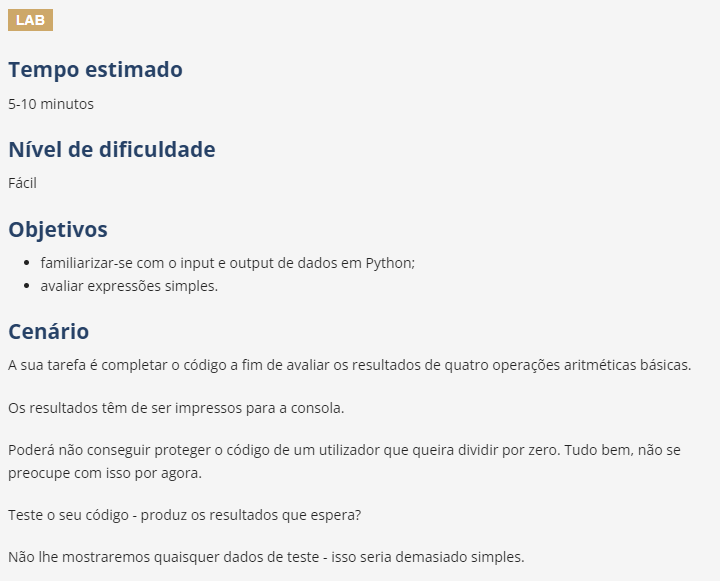 LAB
Tempo estimado
5-10 minutos
Nível de dificuldade
Fácil
Objetivos
• familiarizar-se com o input e output de dados em Python;
• avaliar expressões simples.
Cenário
A sua tarefa é completar o código a fim de avaliar os resultados de quatro operações aritméticas básicas.
Os resultados têm de ser impressos para a consola.
Poderá não conseguir proteger o código de um utilizador que queira dividir por zero. Tudo bem, não se
preocupe com isso por agora.
Teste o seu código - produz os resultados que espera?
Não lhe mostraremos quaisquer dados de teste - isso seria demasiado simples.